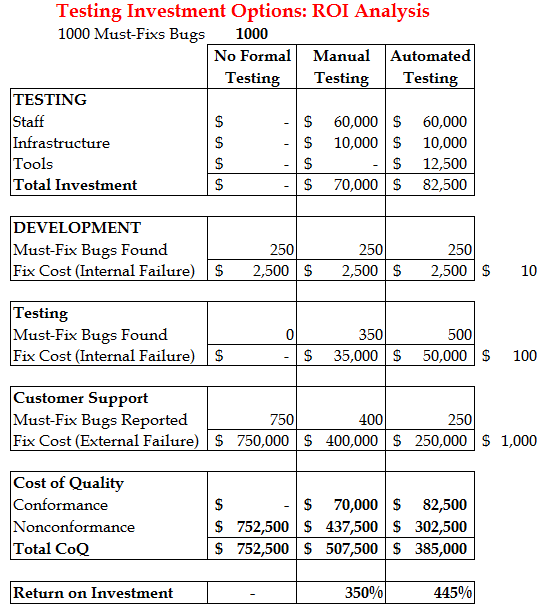 Testing Investment Options: ROI Analysis
1000 Must-Fixs Bugs 1000
No Formal Manual Automated
Testing Testing Testing
TESTING
Staff $ - $ 60,000 $ 60,000
Infrastructure $ - $ 10,000 $ 10,000
Tools $ - $ - $ 12,500
Total Investment $ - $ 70,000 $ 82,500
DEVELOPMENT
Must-Fix Bugs Found 250 250 250
Fix Cost (Internal Failure) $ 2,500 $ 2,500 $ 2,500 $ 10
Testing
Must-Fix Bugs Found 0 350 500
Fix Cost (Internal Failure) $ - $ 35,000 $ 50,000 $ 100
Customer Support
Must-Fix Bugs Reported 750 400 250
Fix Cost (External Failure) $ 750,000 $ 400,000 $ 250,000 $ 1,000
Cost of Quality
Conformance $ - $ 70,000 $ 82,500
Nonconformance $ 752,500 $ 437,500 $ 302,500
Total CoQ $ 752,500 $ 507,500 $ 385,000
Return on Investment - 350% 445%